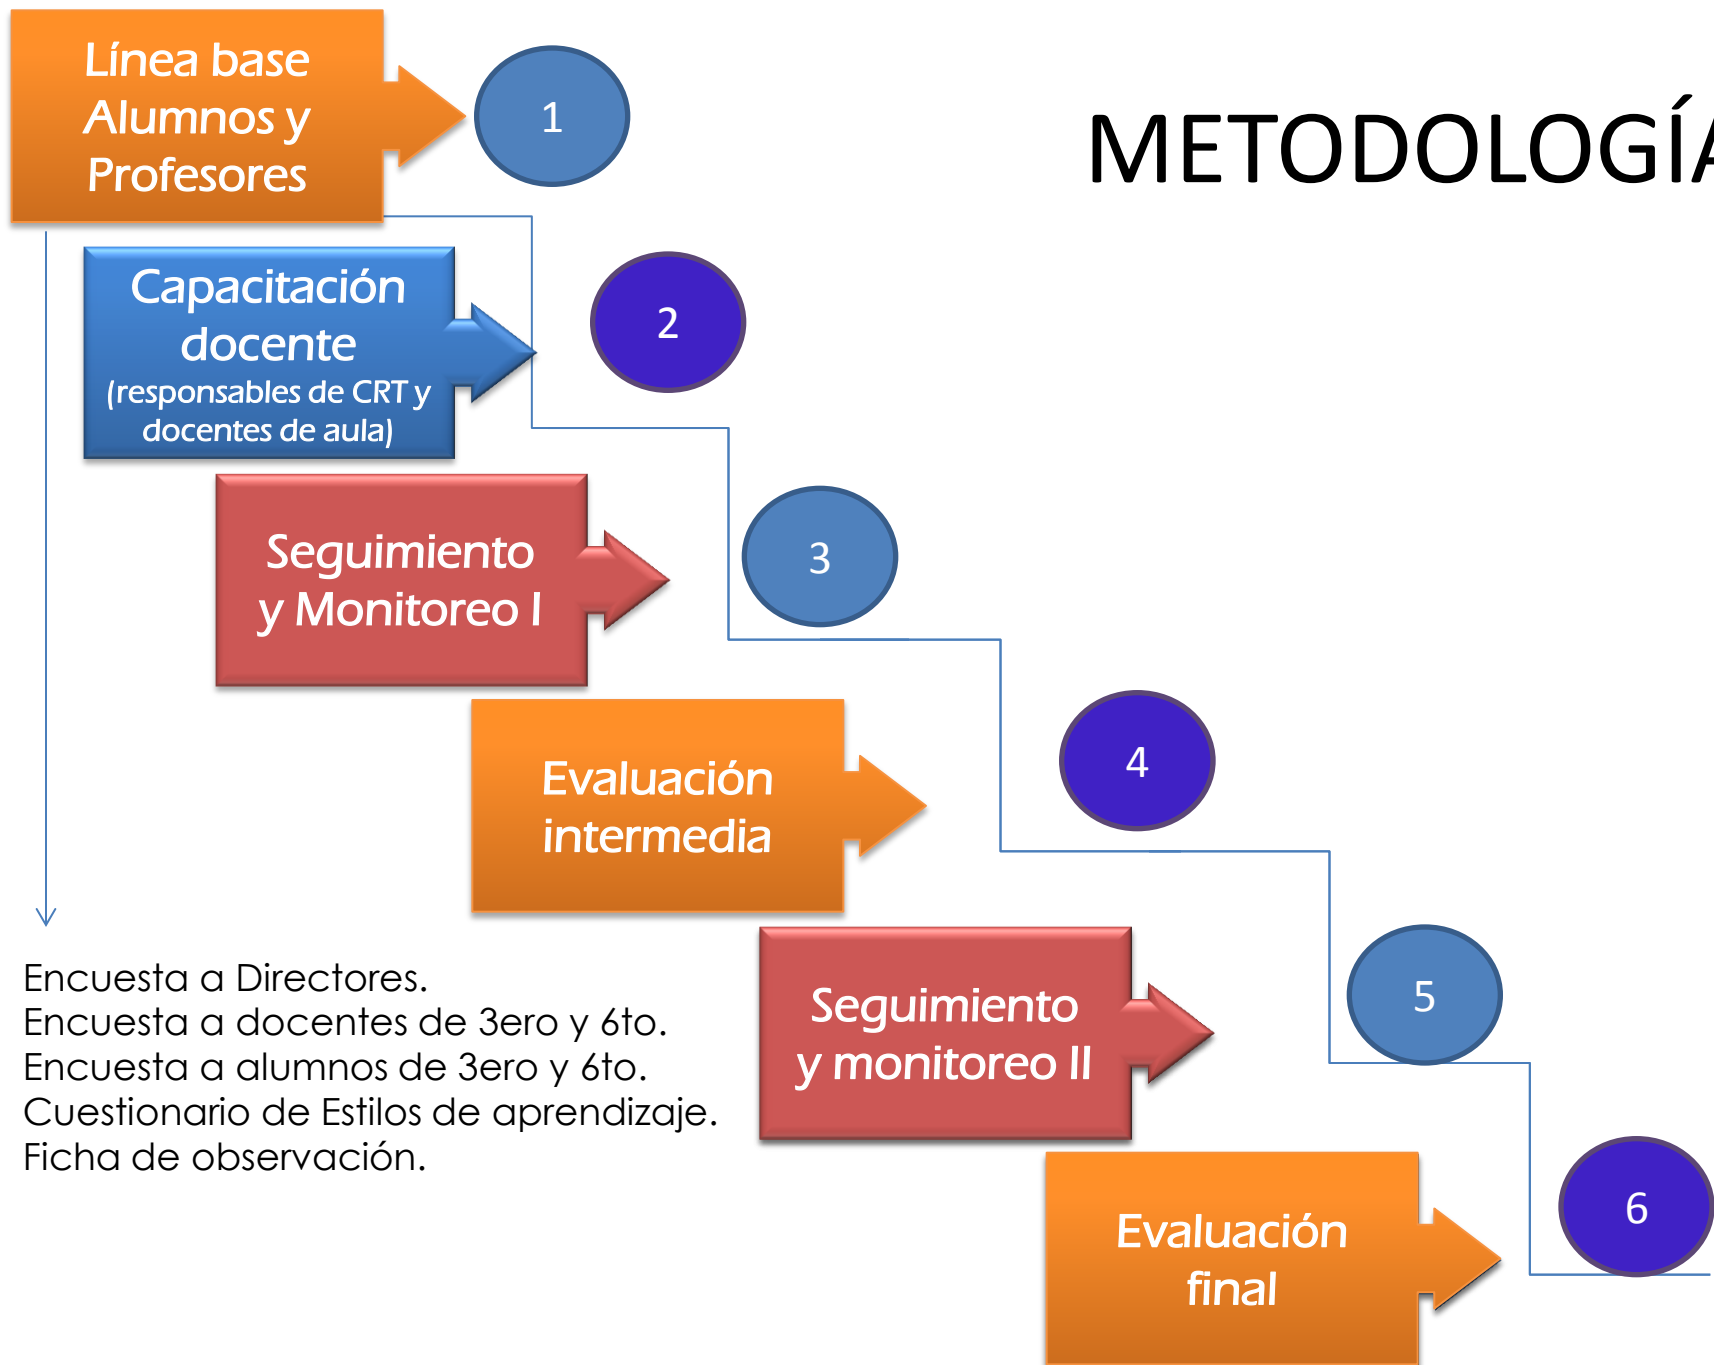 Línea base
Alumnos y
Profesores
1
METODOLOGÍA
Capacitación
docente
(responsables de CRT y
docentes de aula)
2
Seguimiento
y Monitoreo I
3
Evaluación
intermedia
4
Encuesta a Directores.
Encuesta a docentes de 3ero y 6to.
Encuesta a alumnos de 3ero y 6to.
Cuestionario de Estilos de aprendizaje.
Ficha de observación.
Seguimiento
y monitoreo II
5
Evaluación
final
6